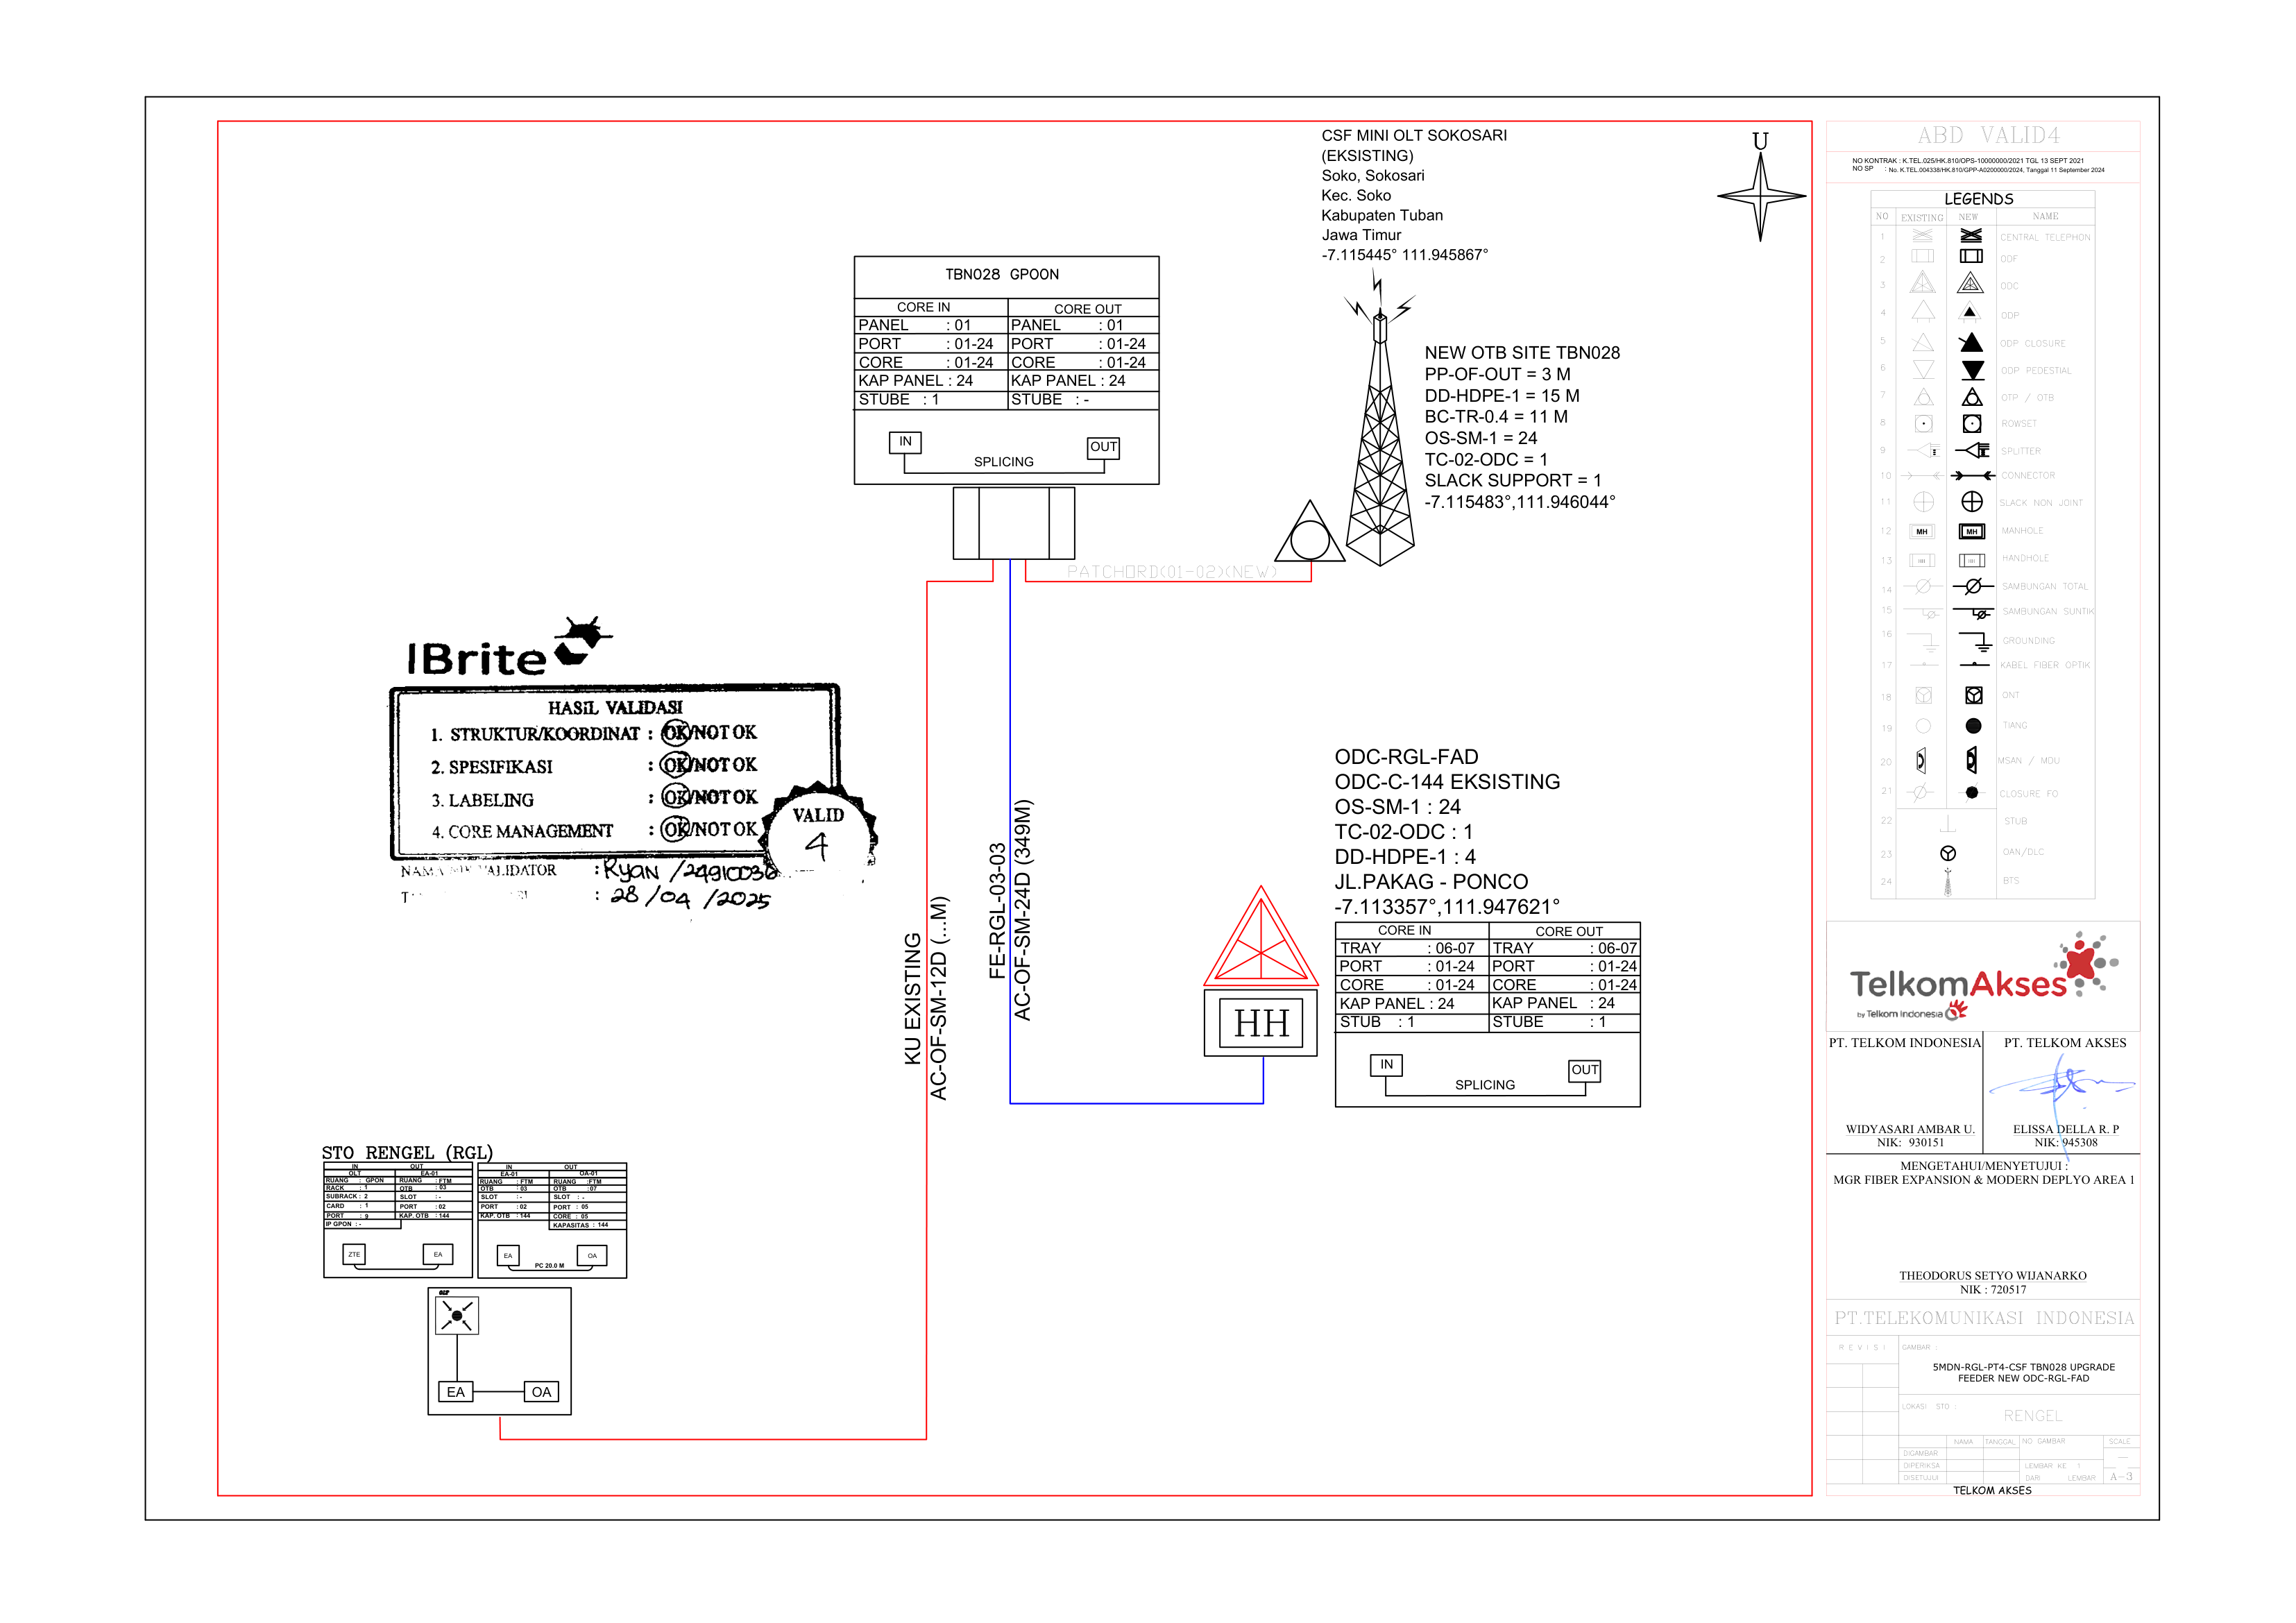 CSF MINI OLT SOKOSARI
(EKSISTING)
Soko, Sokosari
Kec. Soko
Kabupaten Tuban
Jawa Timur
-7.115445° 111.945867°
U
TBN028 GPOON
CORE IN CORE OUT
PANEL : 01 PANEL : 01
PORT : 01-24 PORT : 01-24
CORE : 01-24 CORE : 01-24
KAP PANEL : 24 KAP PANEL : 24
STUBE : 1 STUBE : -
IN OUT
SPLICING
NEW OTB SITE TBN028
PP-OF-OUT = 3 M
DD-HDPE-1 = 15 M
BC-TR-0.4 = 11 M
OS-SM-1 = 24
TC-02-ODC = 1
SLACK SUPPORT = 1
-7.115483°,111.946044°
PATCHORD(01-02)(NEW)
IBrite
HASIL VALIDASI
1. STRUKTUR/KOORDINAT : OK/NOT OK
2. SPESIFIKASI : OK/NOT OK
3. LABELING : OK/NOT OK
4. CORE MANAGEMENT : OK/NOT OK
VALID
4
VALIDATOR : Ryan /24910036
: 28/04/2025
KU EXISTING
AC-OF-SM-12D (...M)
FE-RGL-03-03
AC-OF-SM-24D (349M)
ODC-RGL-FAD
ODC-C-144 EKSISTING
OS-SM-1 : 24
TC-02-ODC : 1
DD-HDPE-1 : 4
JL.PAKAG - PONCO
-7.113357°,111.947621°
HH
CORE IN CORE OUT
TRAY : 06-07 TRAY : 06-07
PORT : 01-24 PORT : 01-24
CORE : 01-24 CORE : 01-24
KAP PANEL : 24 KAP PANEL : 24
STUB : 1 STUBE : 1
IN OUT
SPLICING
STO RENGEL (RGL)
IN OUT
OLT EA-01
RUANG : GPON RUANG : FTM
RACK : 1 OTB : 03
SUBRACK : 2 SLOT : -
CARD : 1 PORT : 02
PORT : 9 KAP. OTB : 144
IP GPON : -
ZTE EA
IN OUT
EA-01 OA-01
RUANG : FTM RUANG :FTM
OTB : 03 OTB :07
SLOT :- SLOT : -
PORT : 02 PORT : 05
KAP. OTB : 144 CORE : 05
KAPASITAS : 144
EA OA
PC 20.0 M
EA OA
ABD VALID4
NO KONTRAK : K.TEL.025/HK.810/OPS-10000000/2021 TGL 13 SEPT 2021
NO SP : No. K.TEL.004338/HK.810/GPP-A0200000/2024, Tanggal 11 September 2024
LEGENDS
NO EXISTING NEW NAME
1 CENTRAL TELEPHON
2 ODF
3 ODC
4 ODP
5 ODP CLOSURE
6 ODP PEDESTIAL
7 OTP / OTB
8 ROWSET
9 SPLITTER
10 CONNECTOR
11 SLACK NON JOINT
12 MH MH MANHOLE
13 HH HH HANDHOLE
14 SAMBUNGAN TOTAL
15 SAMBUNGAN SUNTIK
16 GROUNDING
17 KABEL FIBER OPTIK
18 ONT
19 TIANG
20 MSAN / MDU
21 CLOSURE FO
22 STUB
23 OAN/DLC
24 BTS
TelkomAkses
by Telkom Indonesia
PT. TELKOM INDONESIA PT. TELKOM AKSES
WIDYASARI AMBAR U. ELISSA DELLA R. P
NIK: 930151 NIK: 945308
MENGETAHUI/MENYETUJUI :
MGR FIBER EXPANSION & MODERN DEPLYO AREA 1
THEODORUS SETYO WIJANARKO
NIK : 720517
PT.TELEKOMUNIKASI INDONESIA
REVISI GAMBAR :
5MDN-RGL-PT4-CSF TBN028 UPGRADE
FEEDER NEW ODC-RGL-FAD
LOKASI STO :
RENGEL
NAMA TANGGAL NO GAMBAR SCALE
DIGAMBAR
DIPERIKSA LEMBAR KE 1
DISETUJUI DARI LEMBAR A-3
TELKOM AKSES